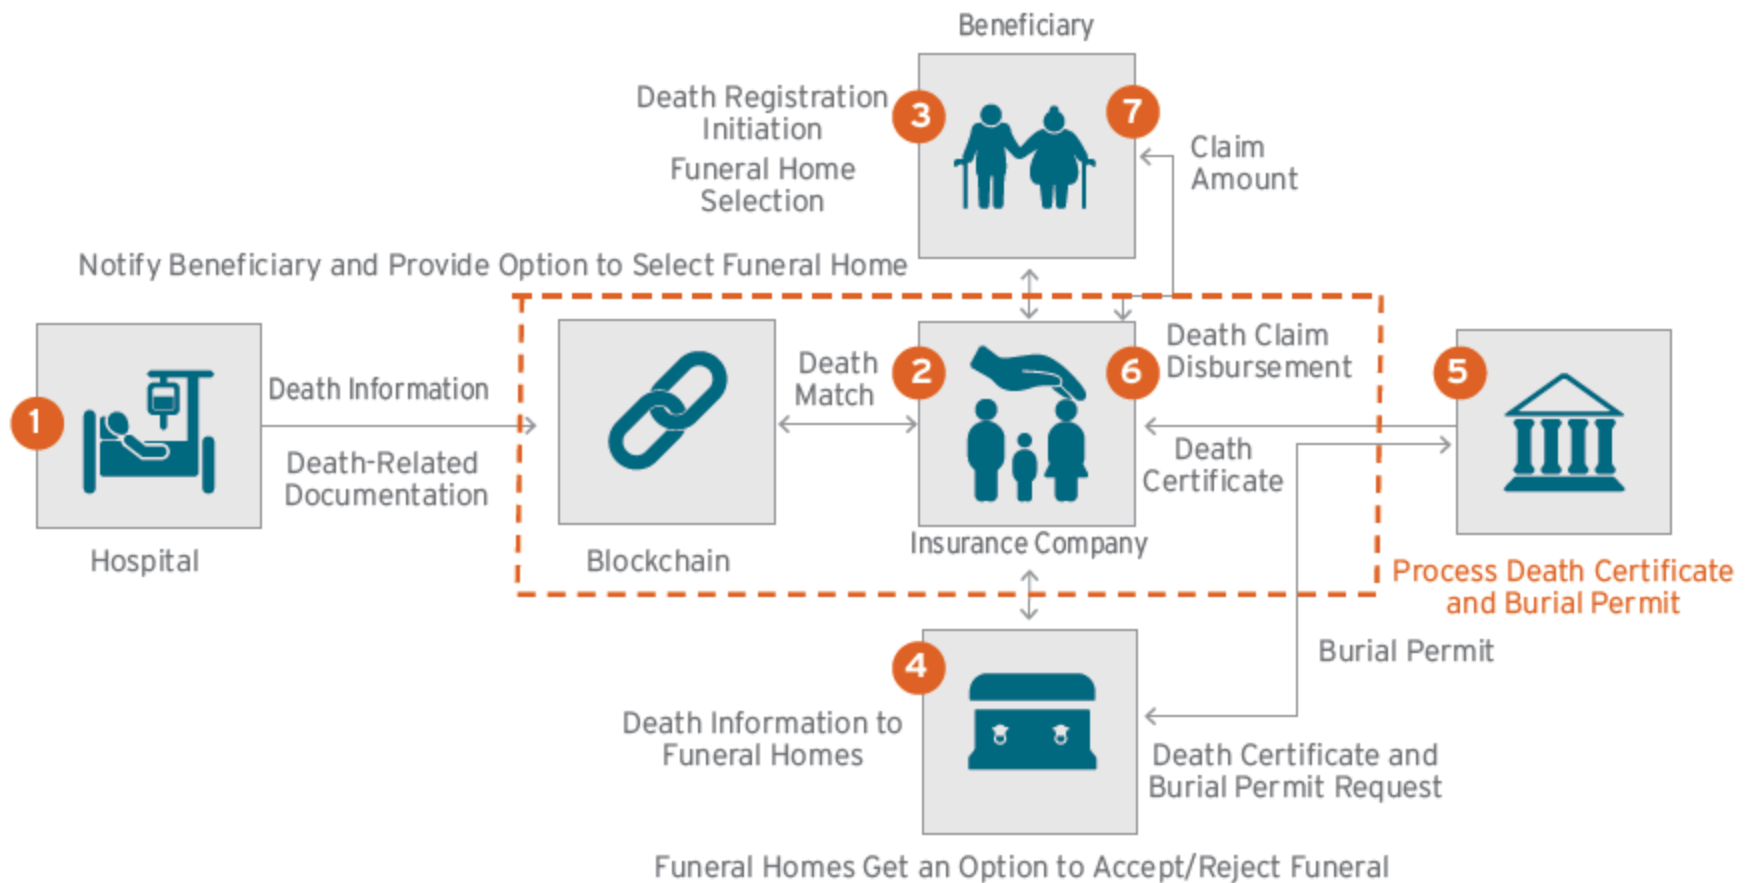 Beneficiary
Death Registration
Initiation
Funeral Home
Selection
3
7
Claim
Amount
Notify Beneficiary and Provide Option to Select Funeral Home
1
Death Information
Death-Related
Documentation
Hospital
Blockchain
Death
Match
2
6
Death Claim
Disbursement
Death
Certificate
Insurance Company
5
Process Death Certificate
and Burial Permit
Burial Permit
4
Death Information to
Funeral Homes
Death Certificate and
Burial Permit Request
Funeral Homes Get an Option to Accept/Reject Funeral